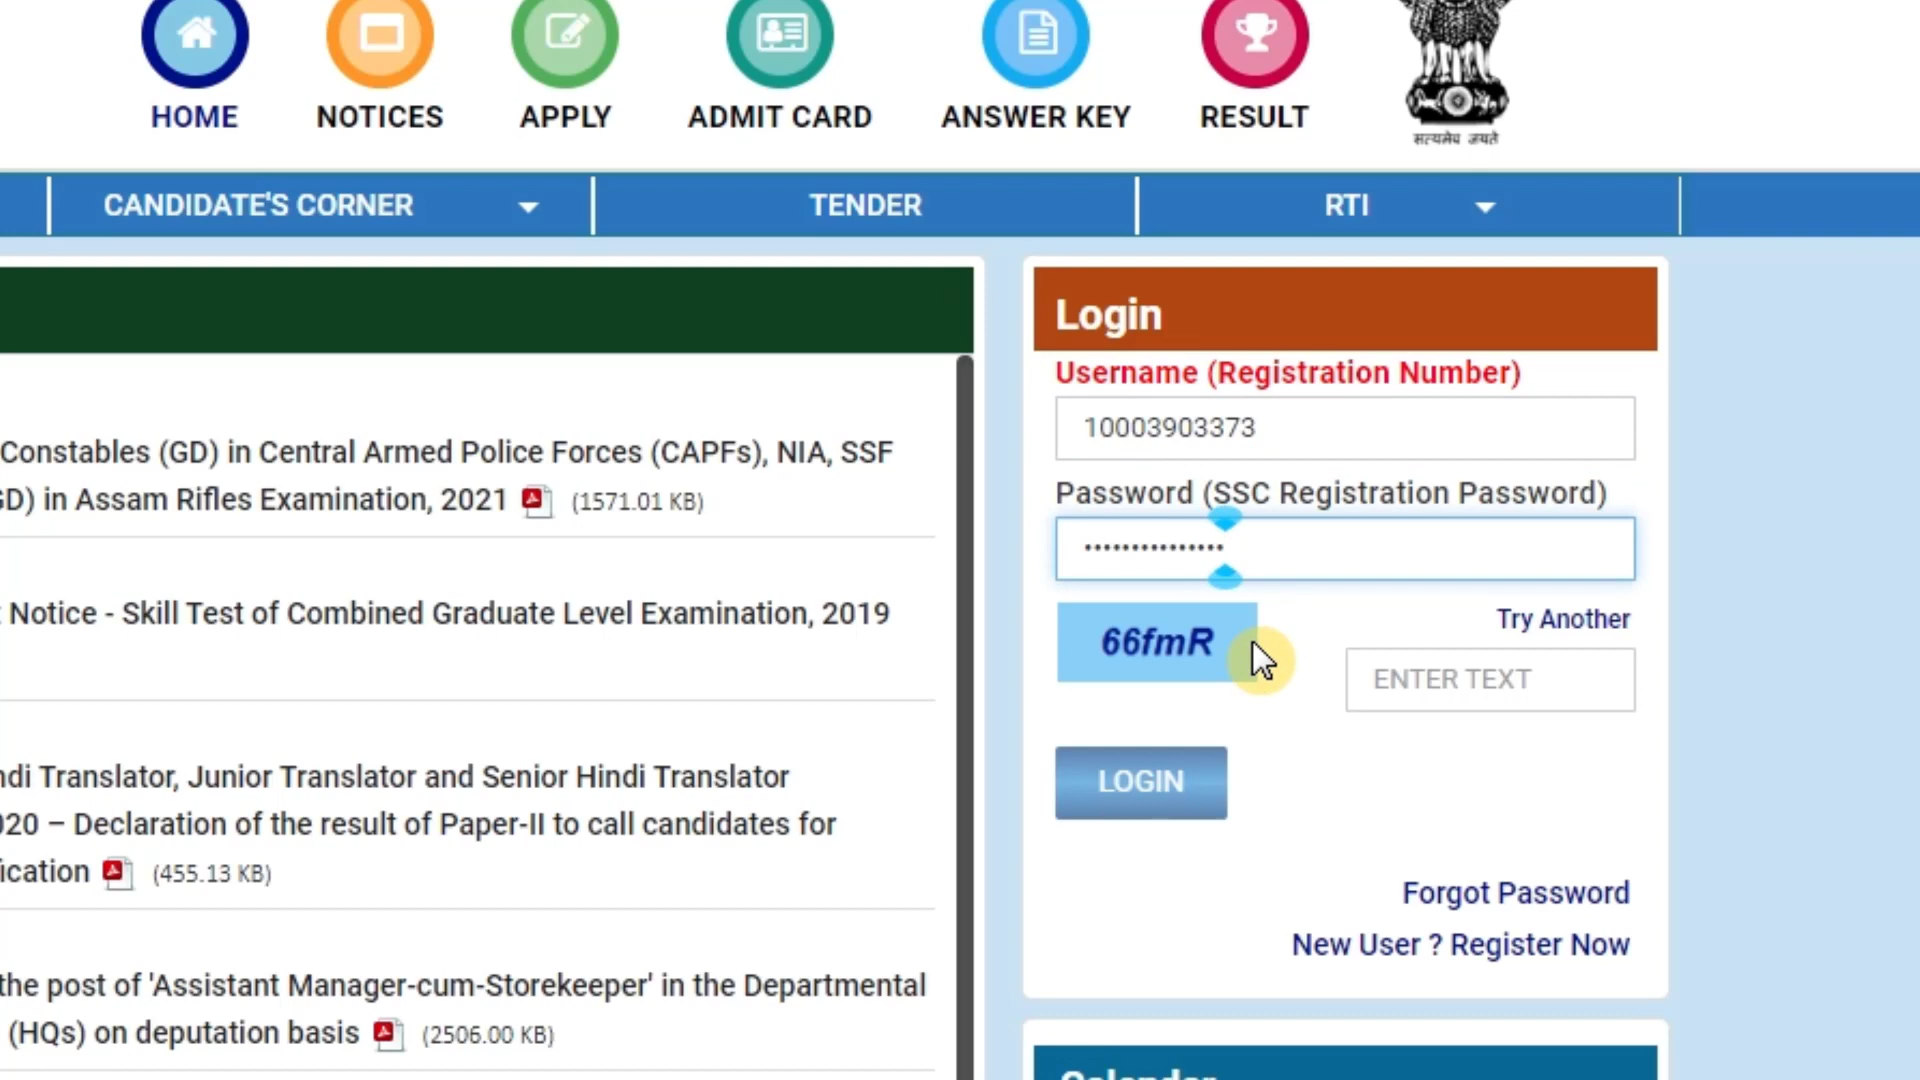 HOME
NOTICES
APPLY
ADMIT CARD
ANSWER KEY
RESULT
सत्यमेव जयते
CANDIDATE'S CORNER
TENDER
RTI
Constables (GD) in Central Armed Police Forces (CAPFs), NIA, SSF
GD) in Assam Rifles Examination, 2021 (1571.01 KB)
Notice - Skill Test of Combined Graduate Level Examination, 2019
ndi Translator, Junior Translator and Senior Hindi Translator
020 – Declaration of the result of Paper-II to call candidates for
ication (455.13 KB)
the post of 'Assistant Manager-cum-Storekeeper' in the Departmental
(HQs) on deputation basis (2506.00 KB)
Login
Username (Registration Number)
10003903373
Password (SSC Registration Password)
•••••••••••••••
66fmR
Try Another
ENTER TEXT
LOGIN
Forgot Password
New User ? Register Now
Calendar